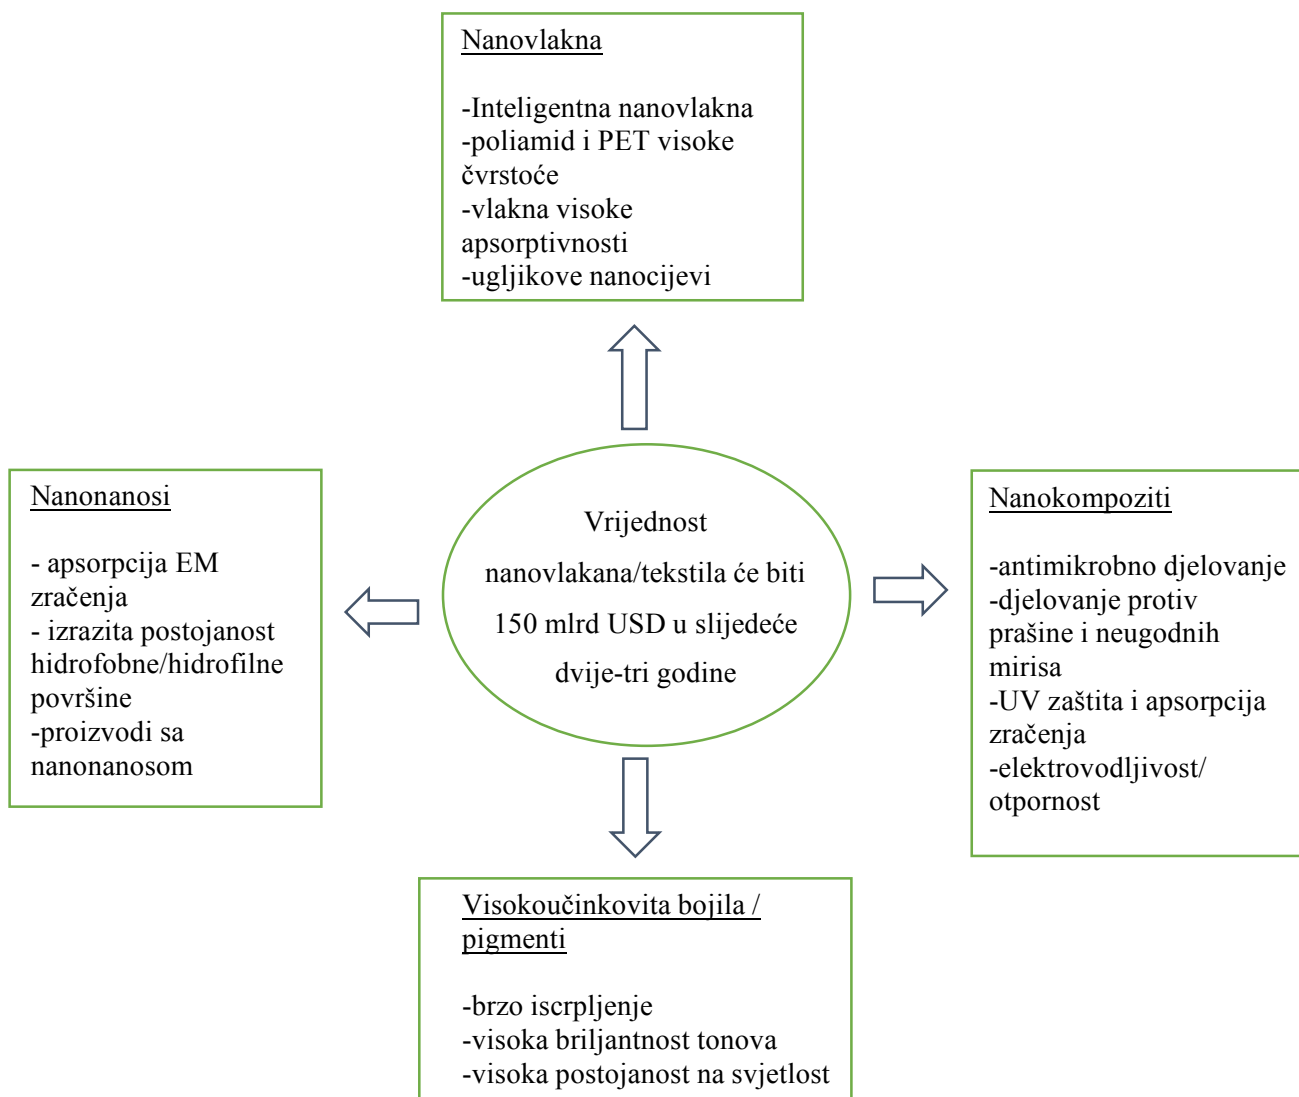 Nanovlakna
-Inteligentna nanovlakna
-poliamid i PET visoke
čvrstoće
-vlakna visoke
apsorptivnosti
-ugljikove nanocijevi
Nanonanosi
- apsorpcija EM
zračenja
- izrazita postojanost
hidrofobne/hidrofilne
površine
-proizvodi sa
nanonanosom
Vrijednost
nanovlakana/tekstila će biti
150 mlrd USD u slijedeće
dvije-tri godine
Nanokompoziti
-antimikrobno djelovanje
-djelovanje protiv
prašine i neugodnih
mirisa
-UV zaštita i apsorpcija
zračenja
-elektrovodljivost/
otpornost
Visokoučinkovita bojila /
pigmenti
-brzo iscrpljenje
-visoka briljantnost tonova
-visoka postojanost na svjetlost